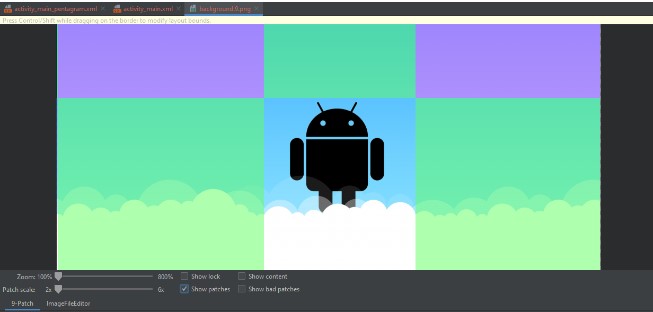 activity_main_pentagram.xml
activity_main.xml
background.9.png
Press Control/Shift while dragging on the border to modify layout bounds.
Zoom: 100% 800% Show lock Show content
Patch scale: 2x 6x Show patches Show bad patches
9-Patch ImageFileEditor